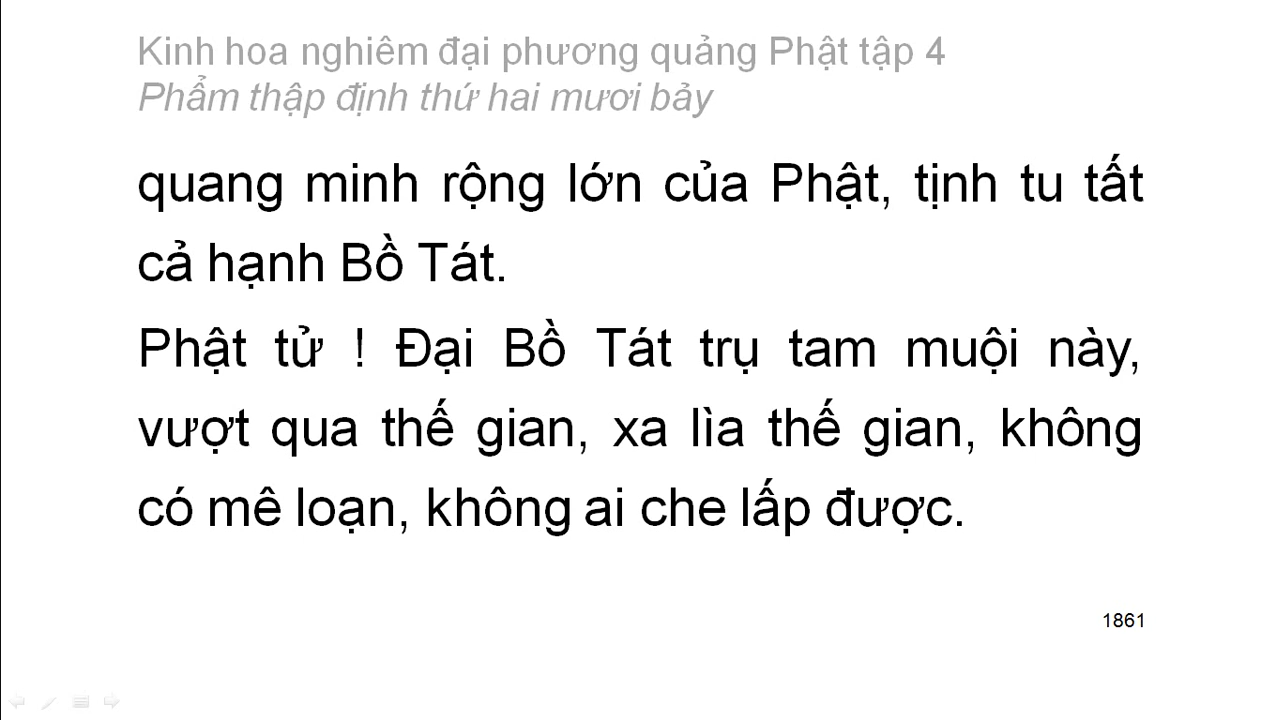 Kinh hoa nghiêm đại phương quảng Phật tập 4
Phẩm thập định thứ hai mươi bảy
quang minh rộng lớn của Phật, tịnh tu tất
cả hạnh Bồ Tát.
Phật tử ! Đại Bồ Tát trụ tam muội này,
vượt qua thế gian, xa lìa thế gian, không
có mê loạn, không ai che lấp được.
1861